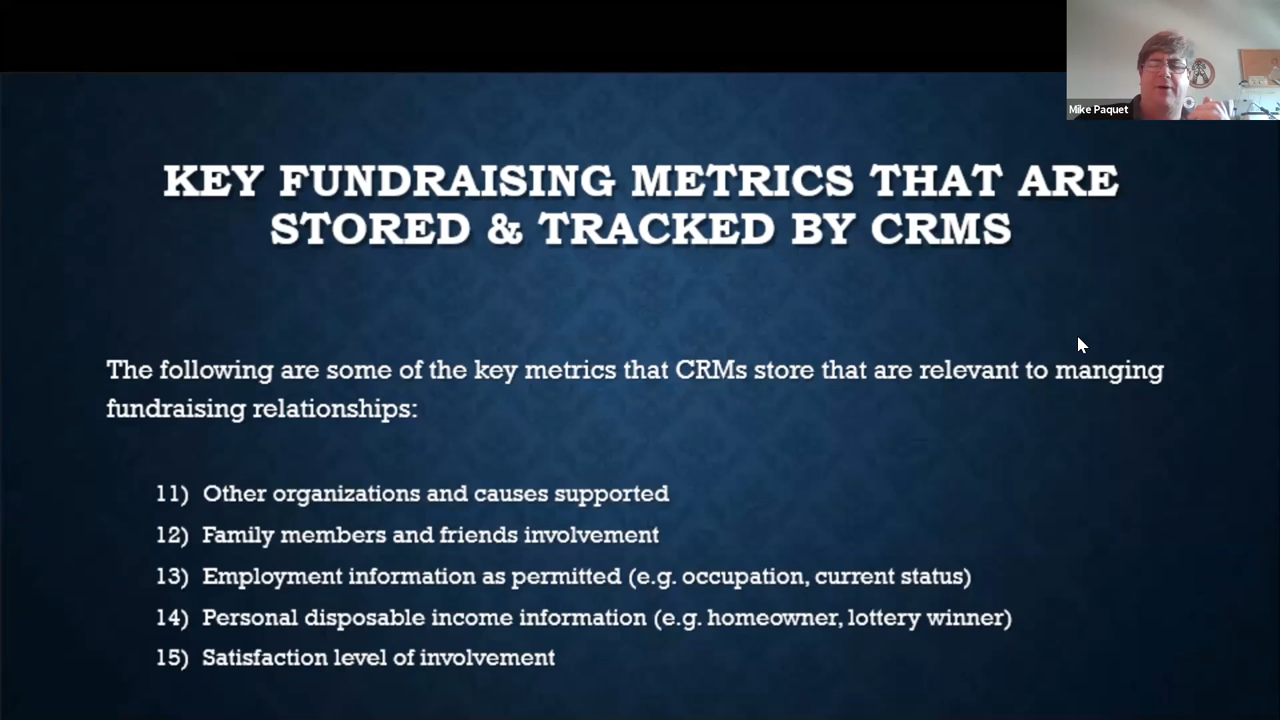 Mike Paquet
KEY FUNDRAISING METRICS THAT ARE
STORED & TRACKED BY CRMS
The following are some of the key metrics that CRMs store that are relevant to manging
fundraising relationships:
11) Other organizations and causes supported
12) Family members and friends involvement
13) Employment information as permitted (e.g. occupation, current status)
14) Personal disposable income information (e.g. homeowner, lottery winner)
15) Satisfaction level of involvement